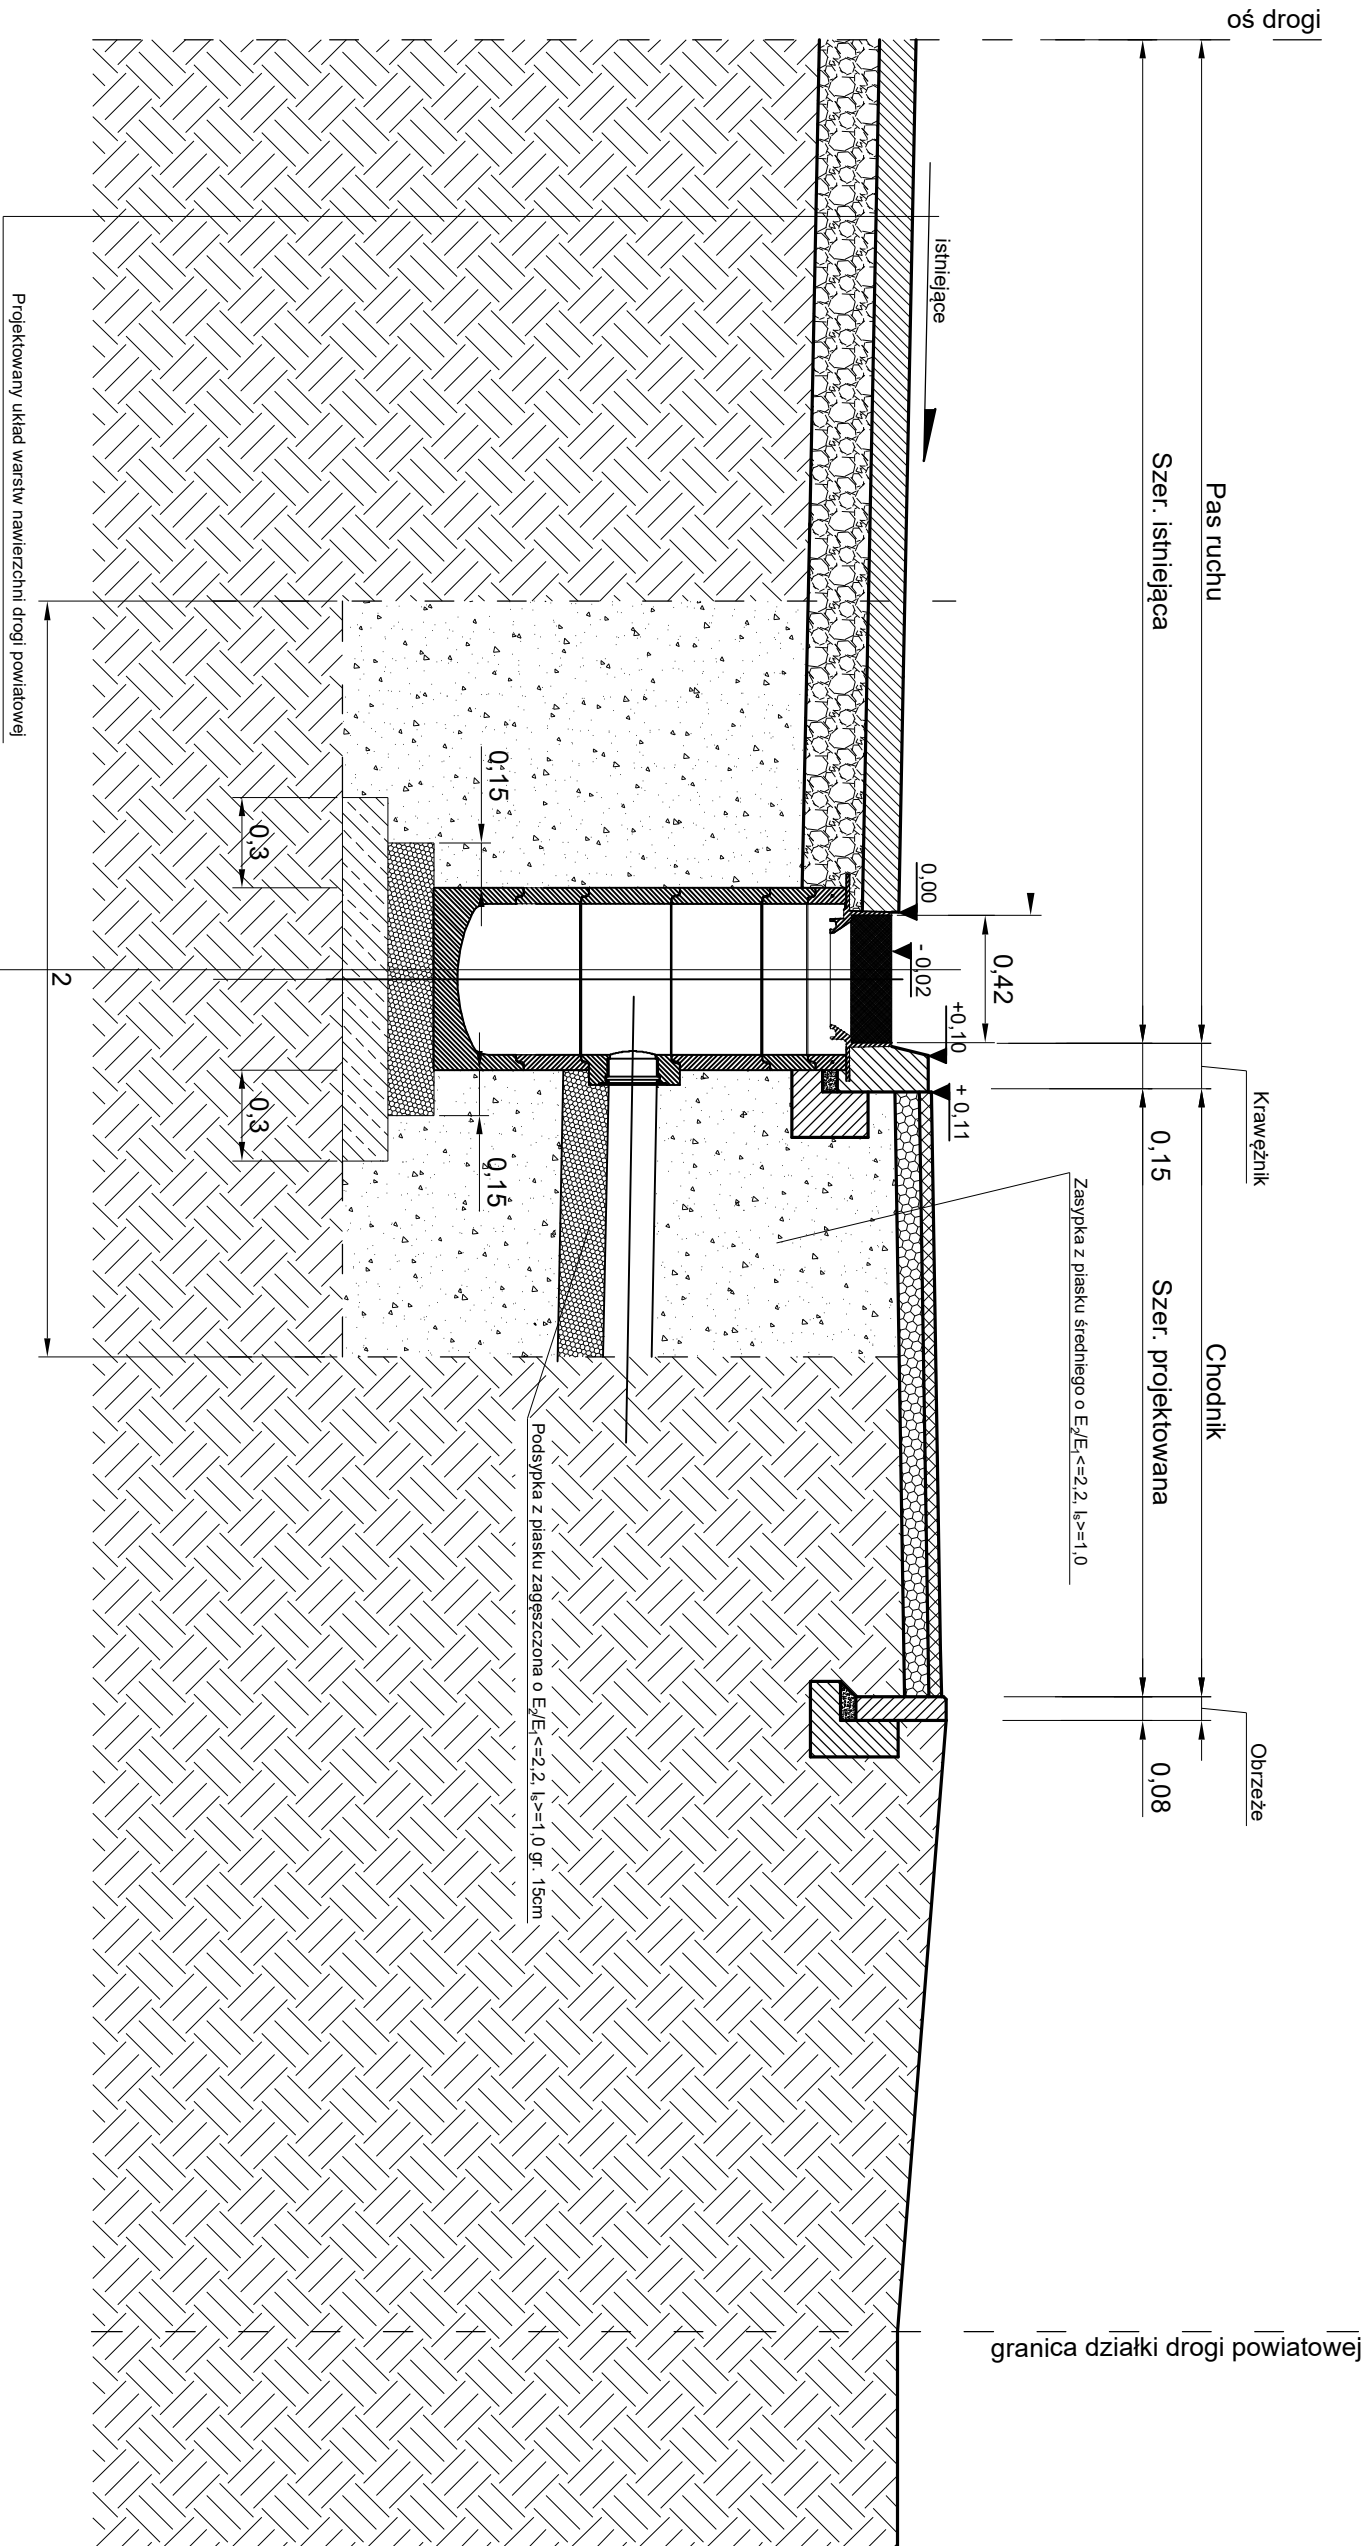 oś drogi
Pas ruchu
Szer. istniejąca
Krawężnik
0,15
Chodnik
Szer. projektowana
Obrzeże
0,08
granica działki drogi powiatowej
istniejące
0,00
- 0,02
0,42
+0,10
+ 0,11
Zasypka z piasku średniego o E2/E1<=2,2, Is>=1,0
0,15
0,15
Podsypka z piasku zagęszczona o E2/E1<=2,2, Is>=1,0 gr. 15cm
0,3
0,3
2
Projektowany układ warstw nawierzchni drogi powiatowej